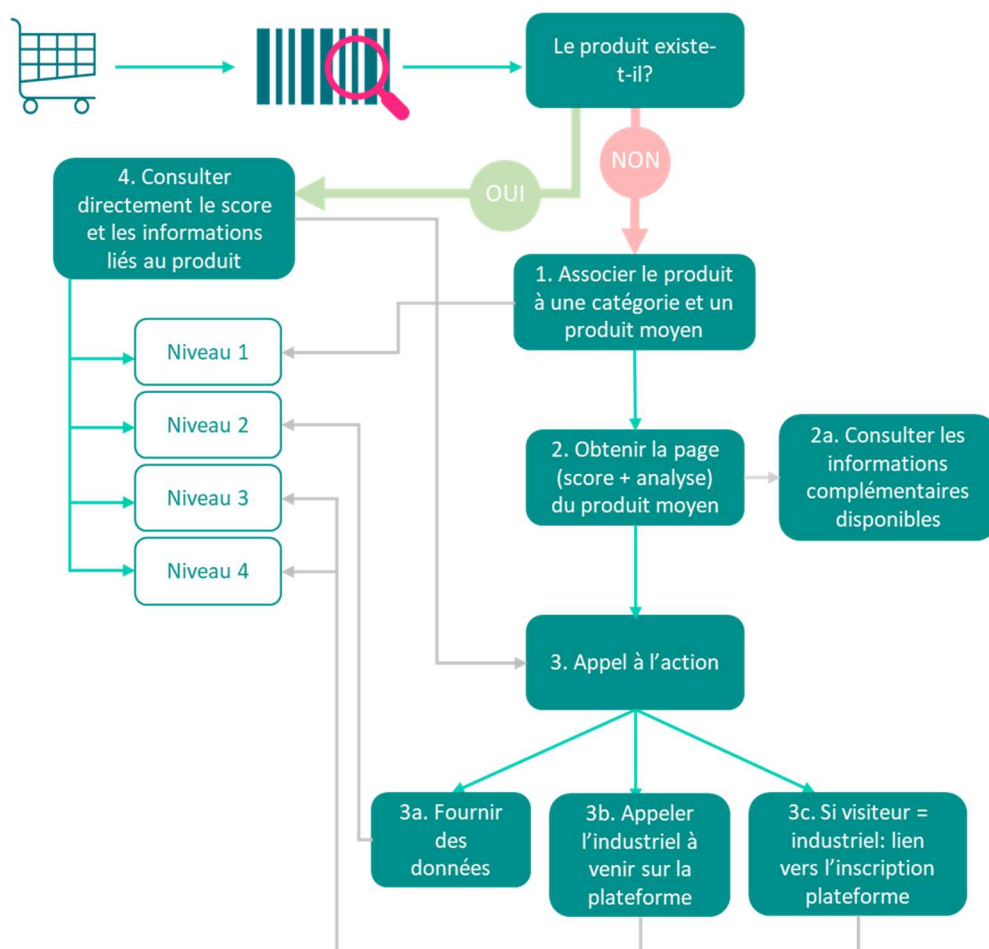 Le produit existe-
t-il?
NON
OUI
4. Consulter
directement le score
et les informations
liés au produit
1. Associer le produit
à une catégorie et un
produit moyen
Niveau 1
Niveau 2
Niveau 3
Niveau 4
2. Obtenir la page
(score + analyse)
du produit moyen
2a. Consulter les
informations
complémentaires
disponibles
3. Appel à l’action
3a. Fournir
des
données
3b. Appeler
l’industriel à
venir sur la
plateforme
3c. Si visiteur =
industriel: lien
vers l’inscription
plateforme